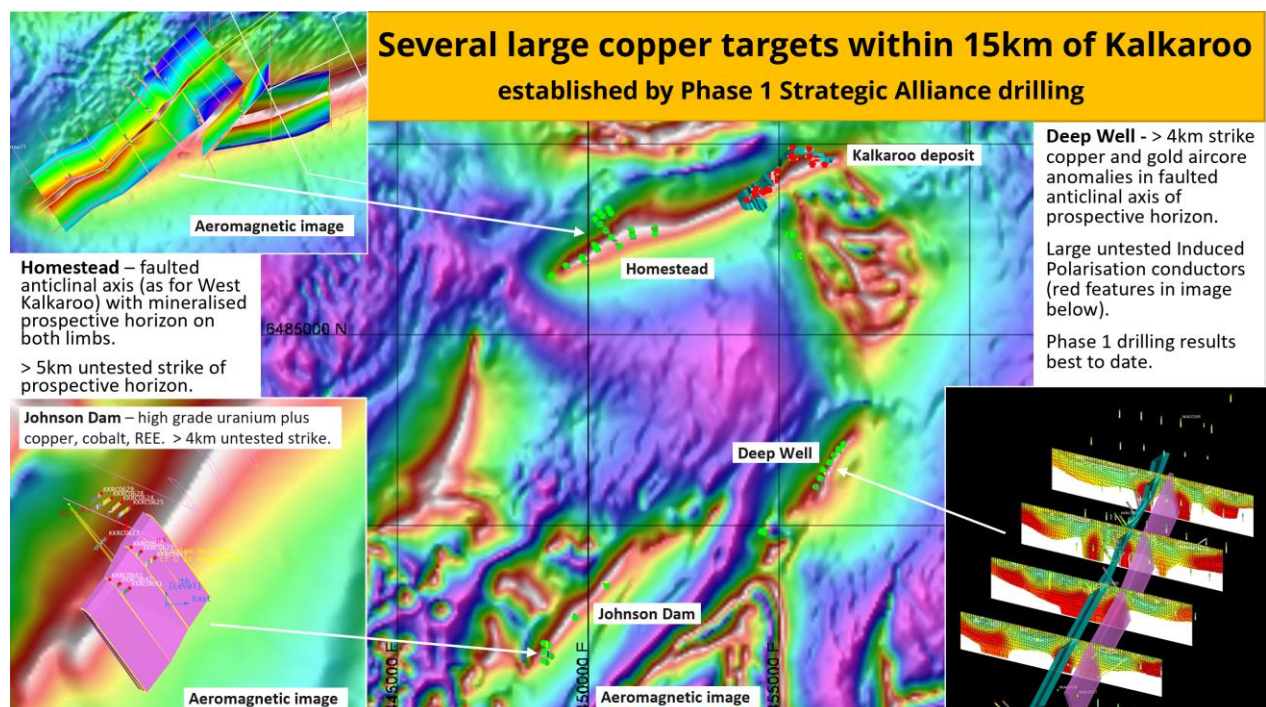 Several large copper targets within 15km of Kalkaroo
established by Phase 1 Strategic Alliance drilling
Aeromagnetic image
Homestead – faulted
anticlinal axis (as for West
Kalkaroo) with mineralised
prospective horizon on
both limbs.
> 5km untested strike of
prospective horizon.
Johnson Dam – high grade uranium plus
copper, cobalt, REE. > 4km untested strike.
KKRC0629
KKRC0623
Aeromagnetic image
Kalkaroo deposit
Homestead
6485000 N
Deep Well
Johnson Dam
Aeromagnetic image
Deep Well - > 4km strike
copper and gold aircore
anomalies in faulted
anticlinal axis of
prospective horizon.
Large untested Induced
Polarisation conductors
(red features in image
below).
Phase 1 drilling results
best to date.